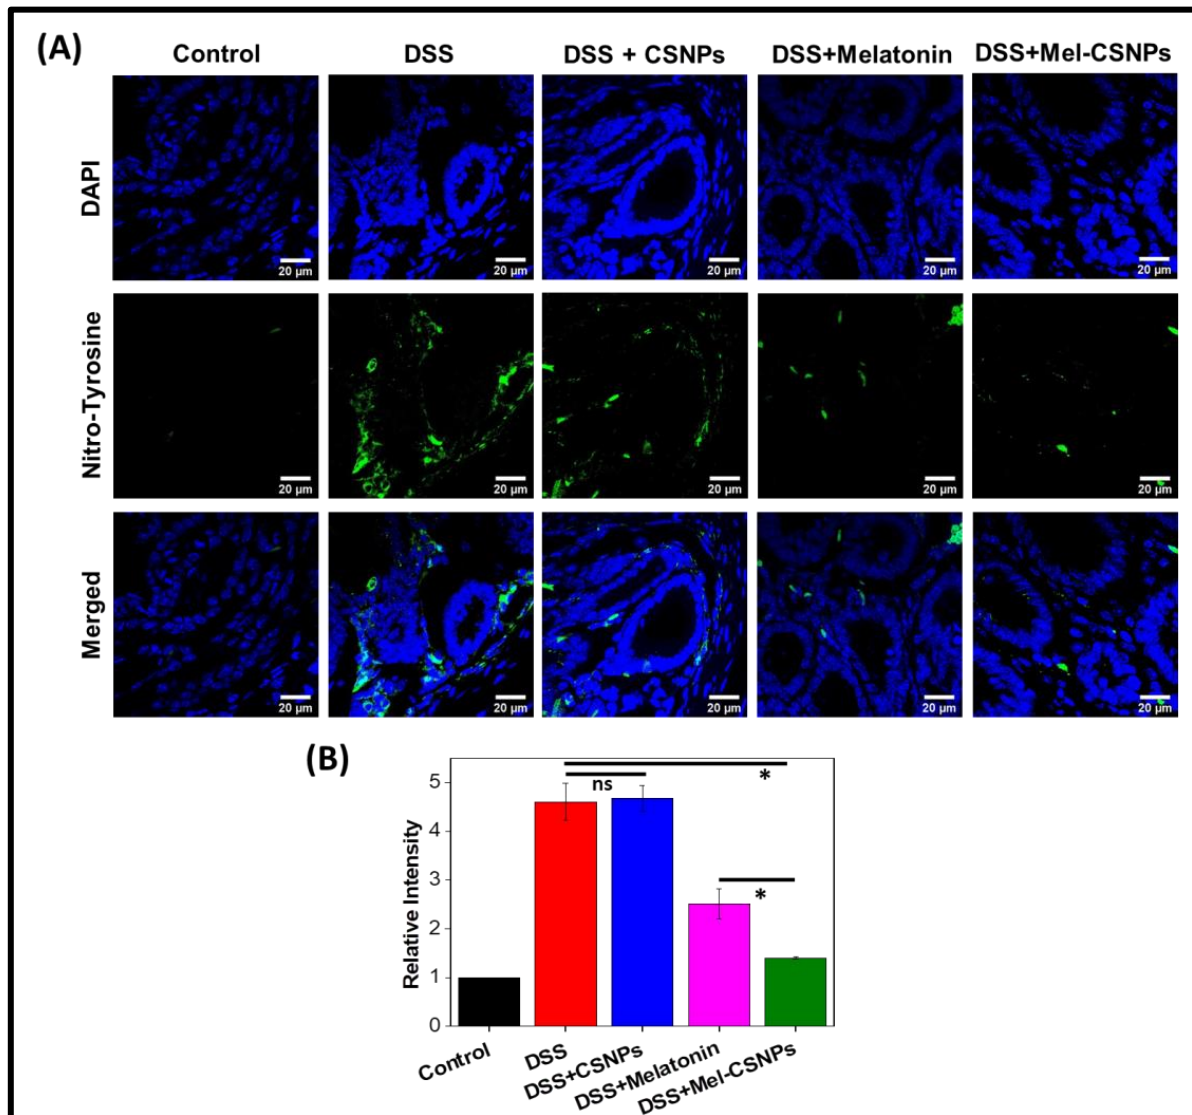 (A)
Control DSS DSS + CSNPs DSS+Melatonin DSS+Mel-CSNPs
DAPI
20 µm 20 µm 20 µm 20 µm 20 µm
Nitro-Tyrosine
20 µm 20 µm 20 µm 20 µm 20 µm
Merged
20 µm 20 µm 20 µm 20 µm 20 µm
(B)
Relative Intensity
5
4
3
2
1
0
*
ns
*
Control DSS DSS+CSNPs DSS+Melatonin DSS+Mel-CSNPs